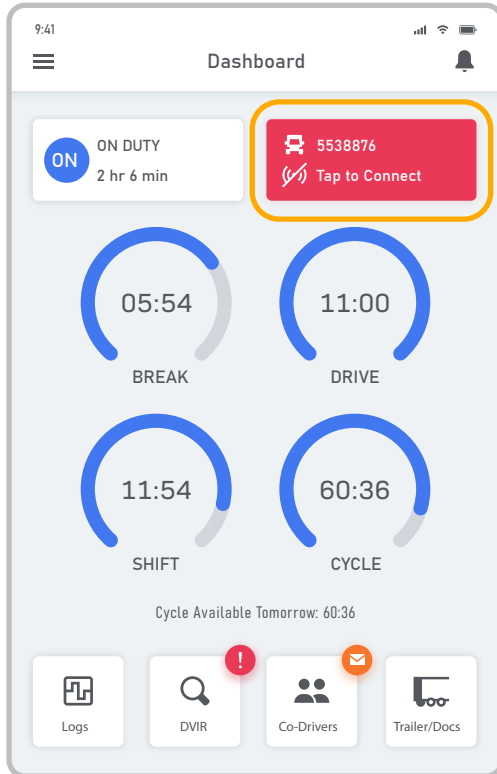 9:41
Dashboard
ON
ON DUTY
2 hr 6 min
5538876
Tap to Connect
05:54
BREAK
11:00
DRIVE
11:54
SHIFT
60:36
CYCLE
Cycle Available Tomorrow: 60:36
!
Logs
DVIR
Co-Drivers
Trailer/Docs